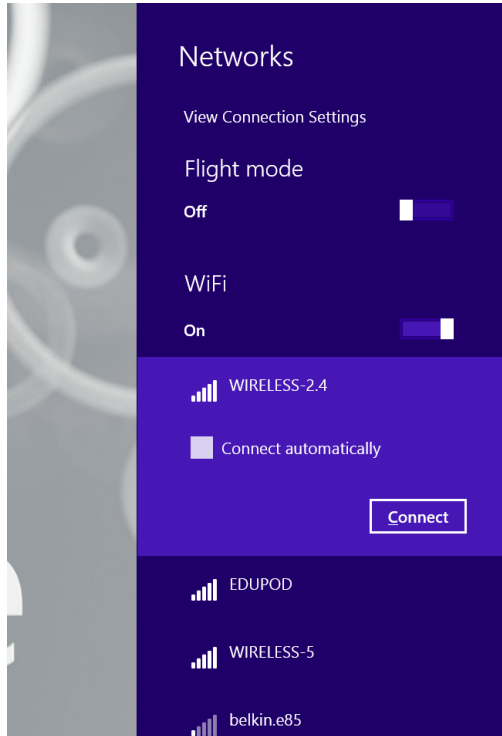 Networks
View Connection Settings
Flight mode
Off
WiFi
On
WIRELESS-2.4
Connect automatically
Connect
EDUPOD
WIRELESS-5
belkin.e85
e